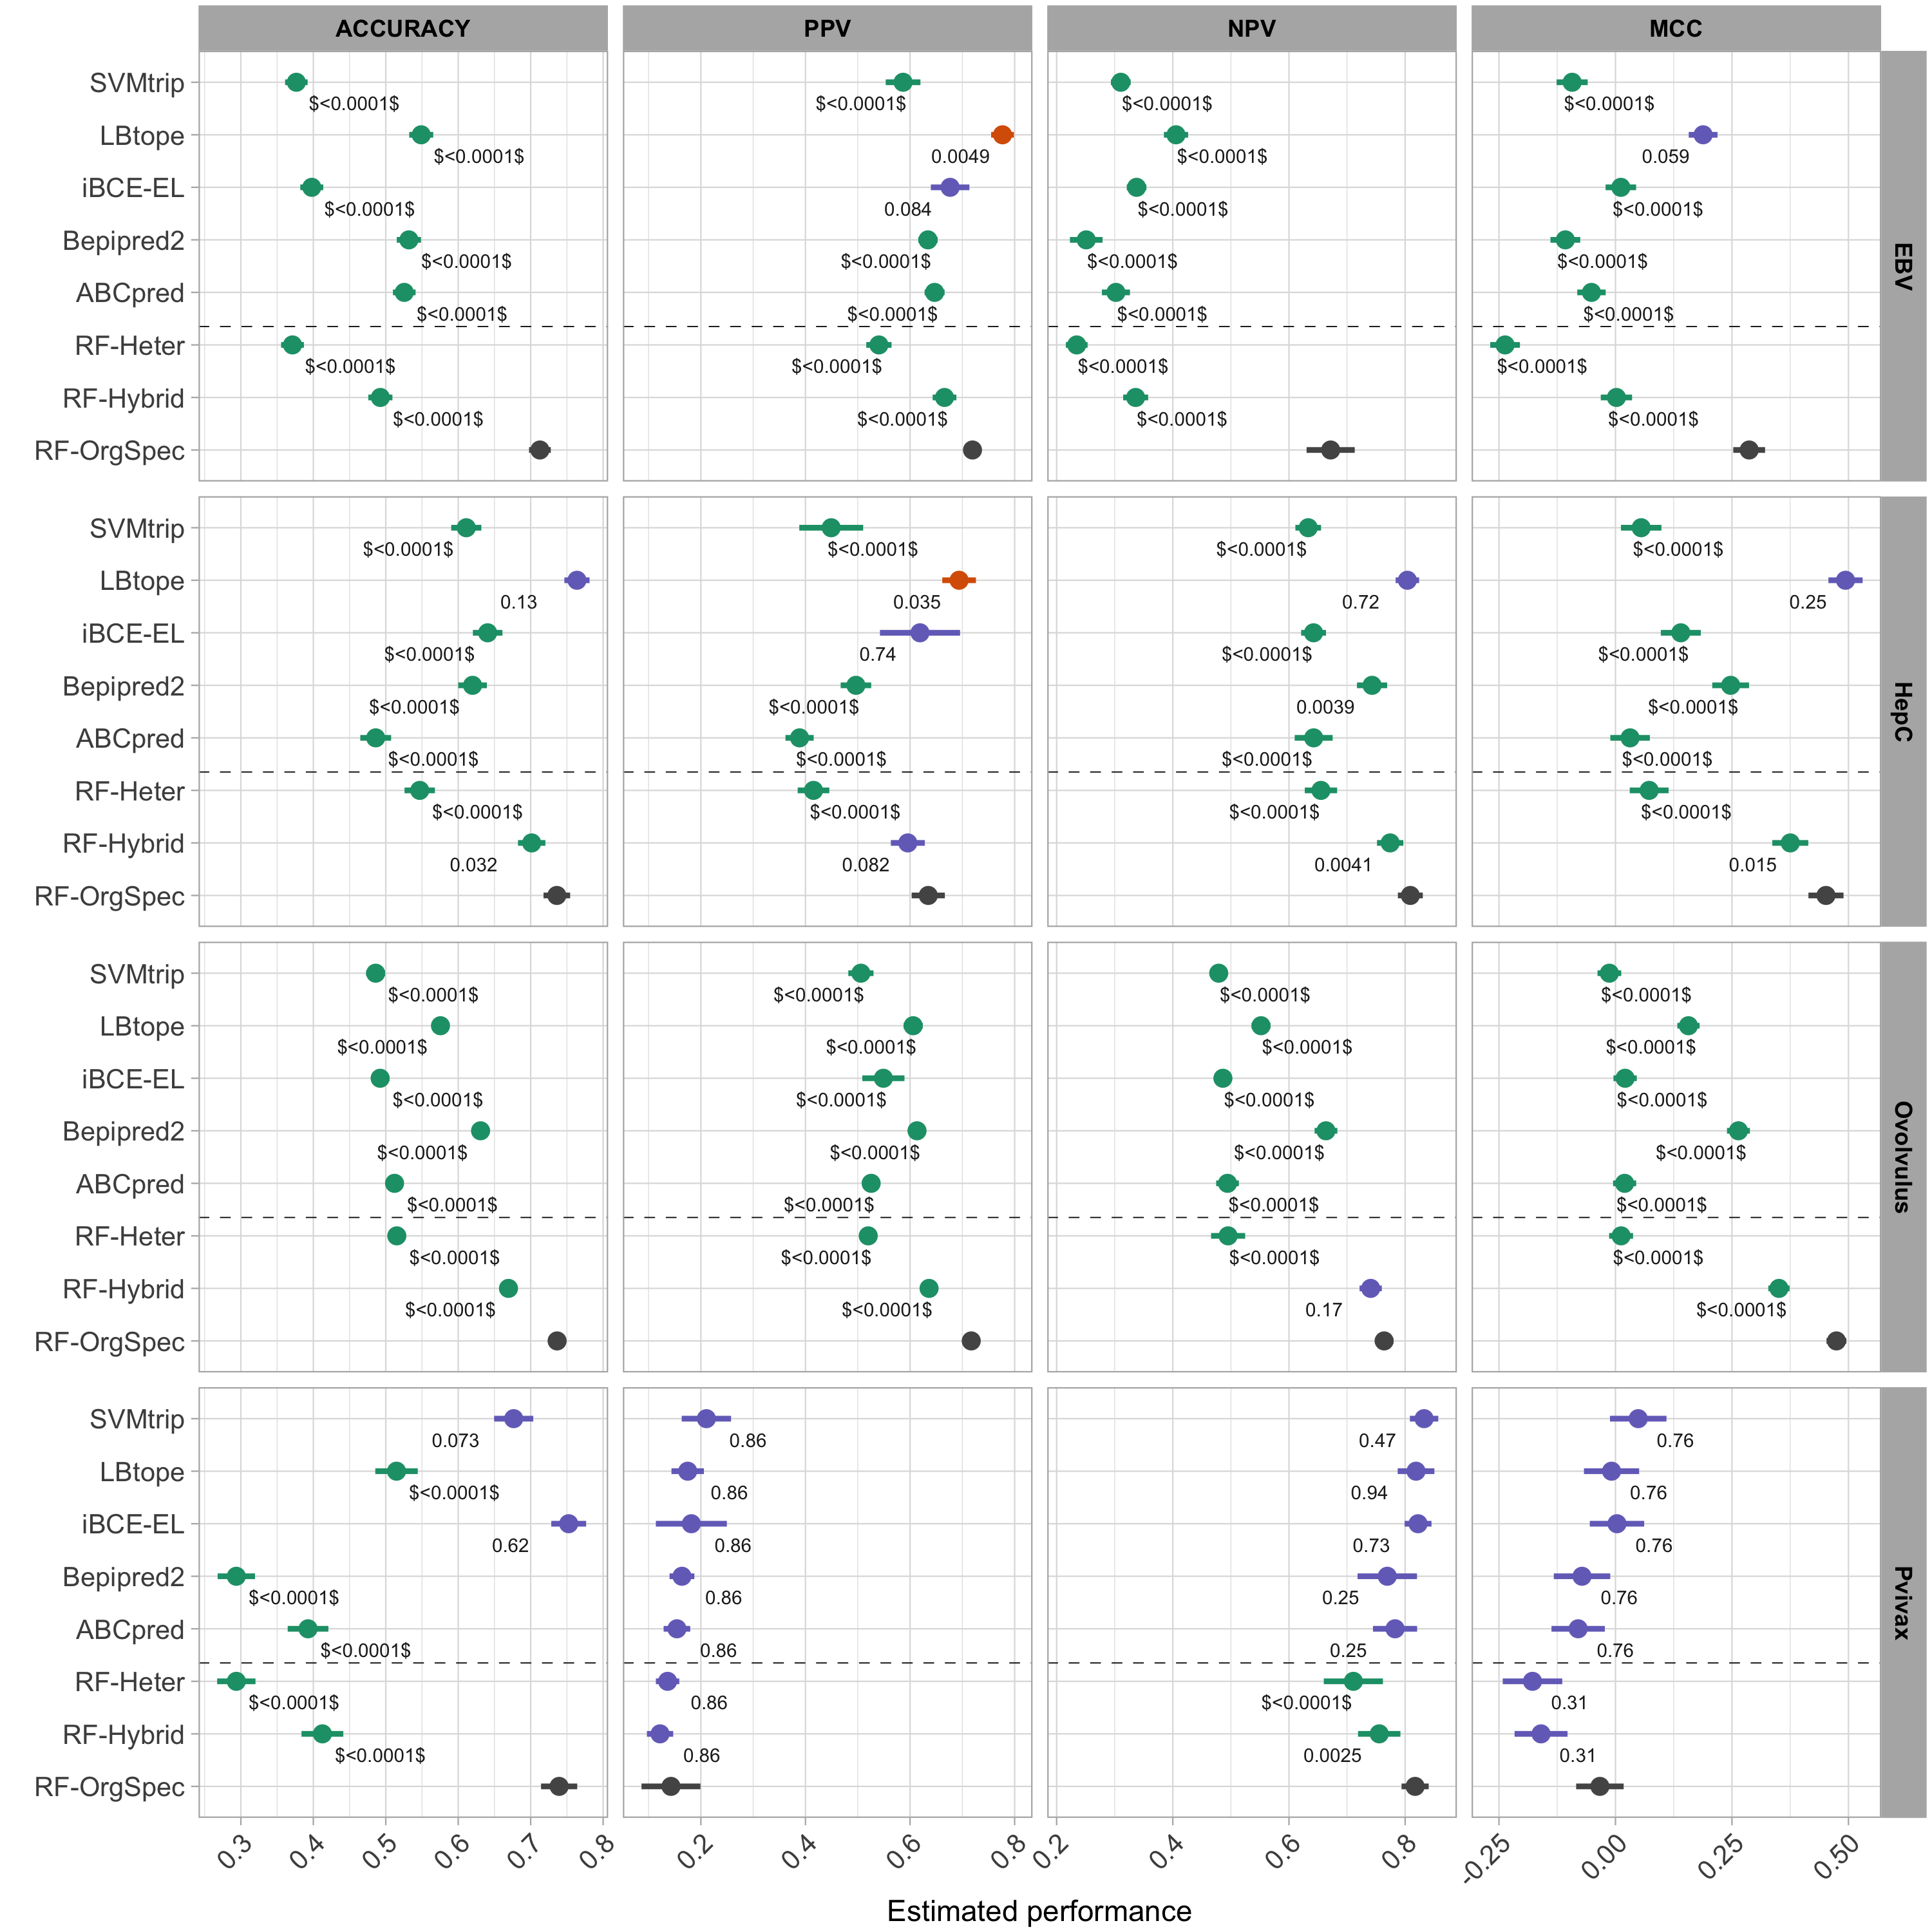 ACCURACY PPV NPV MCC
EBV
SVMtrip
$<0.0001$ $<0.0001$ $<0.0001$ $<0.0001$
LBtope
$<0.0001$ 0.0049 $<0.0001$ 0.059
iBCE-EL
$<0.0001$ 0.084 $<0.0001$ $<0.0001$
Bepipred2
$<0.0001$ $<0.0001$ $<0.0001$ $<0.0001$
ABCpred
$<0.0001$ $<0.0001$ $<0.0001$ $<0.0001$
RF-Heter
$<0.0001$ $<0.0001$ $<0.0001$ $<0.0001$
RF-Hybrid
$<0.0001$ $<0.0001$ $<0.0001$ $<0.0001$
RF-OrgSpec
HepC
SVMtrip
$<0.0001$ $<0.0001$ $<0.0001$ $<0.0001$
LBtope
0.13 0.035 0.72 0.25
iBCE-EL
$<0.0001$ 0.74 $<0.0001$ $<0.0001$
Bepipred2
$<0.0001$ $<0.0001$ 0.0039 $<0.0001$
ABCpred
$<0.0001$ $<0.0001$ $<0.0001$ $<0.0001$
RF-Heter
$<0.0001$ $<0.0001$ $<0.0001$ $<0.0001$
RF-Hybrid
0.032 0.082 0.0041 0.015
RF-OrgSpec
Ovolvulus
SVMtrip
$<0.0001$ $<0.0001$ $<0.0001$ $<0.0001$
LBtope
$<0.0001$ $<0.0001$ $<0.0001$ $<0.0001$
iBCE-EL
$<0.0001$ $<0.0001$ $<0.0001$ $<0.0001$
Bepipred2
$<0.0001$ $<0.0001$ $<0.0001$ $<0.0001$
ABCpred
$<0.0001$ $<0.0001$ $<0.0001$ $<0.0001$
RF-Heter
$<0.0001$ $<0.0001$ $<0.0001$ $<0.0001$
RF-Hybrid
$<0.0001$ $<0.0001$ 0.17 $<0.0001$
RF-OrgSpec
Pvivax
SVMtrip
0.073 0.86 0.47 0.76
LBtope
$<0.0001$ 0.86 0.94 0.76
iBCE-EL
0.62 0.86 0.73 0.76
Bepipred2
$<0.0001$ 0.86 0.25 0.76
ABCpred
$<0.0001$ 0.86 0.25 0.76
RF-Heter
$<0.0001$ 0.86 $<0.0001$ 0.31
RF-Hybrid
$<0.0001$ 0.86 0.0025 0.31
RF-OrgSpec
0.3 0.4 0.5 0.6 0.7 0.8 0.2 0.4 0.6 0.8 0.2 0.4 0.6 0.8 -0.25 0.00 0.25 0.50
Estimated performance